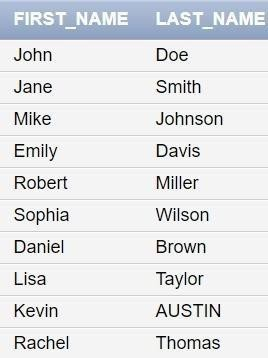 FIRST_NAME LAST_NAME
John Doe
Jane Smith
Mike Johnson
Emily Davis
Robert Miller
Sophia Wilson
Daniel Brown
Lisa Taylor
Kevin AUSTIN
Rachel Thomas